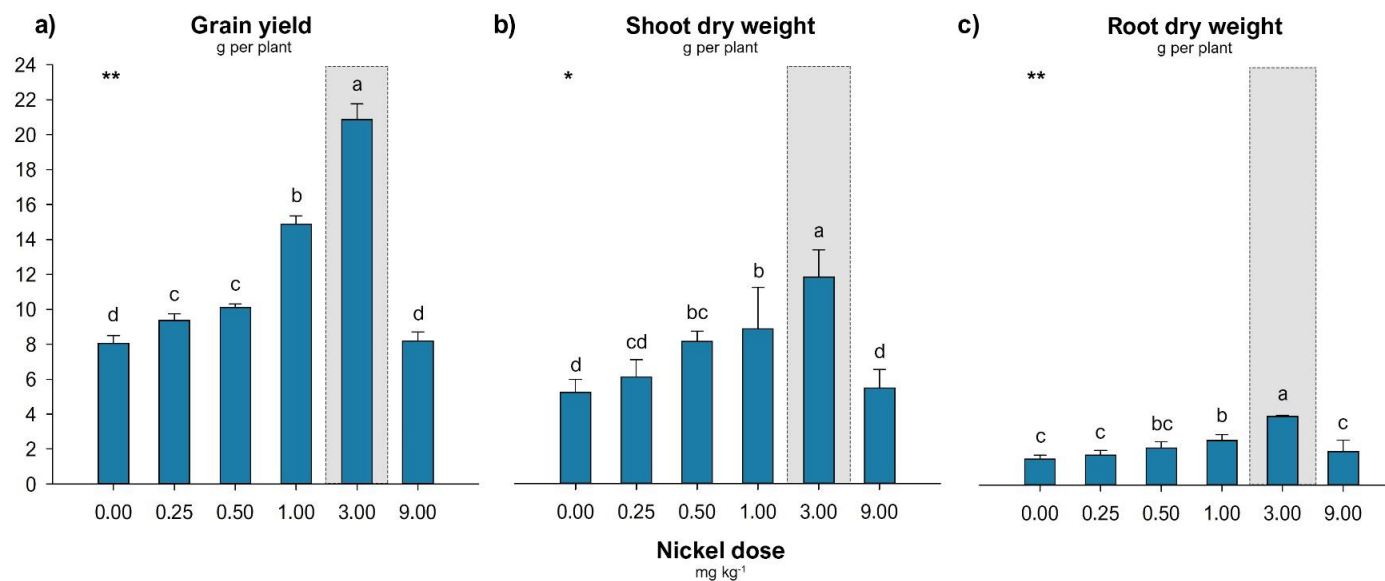 a)
Grain yield
g per plant
b)
Shoot dry weight
g per plant
c)
Root dry weight
g per plant
24
22
20
18
16
14
12
10
8
6
4
2
0
**
d
c
c
b
a
d
*
d
cd
bc
b
a
d
**
c
c
bc
b
a
c
0.00 0.25 0.50 1.00 3.00 9.00
0.00 0.25 0.50 1.00 3.00 9.00
0.00 0.25 0.50 1.00 3.00 9.00
Nickel dose
mg kg⁻¹